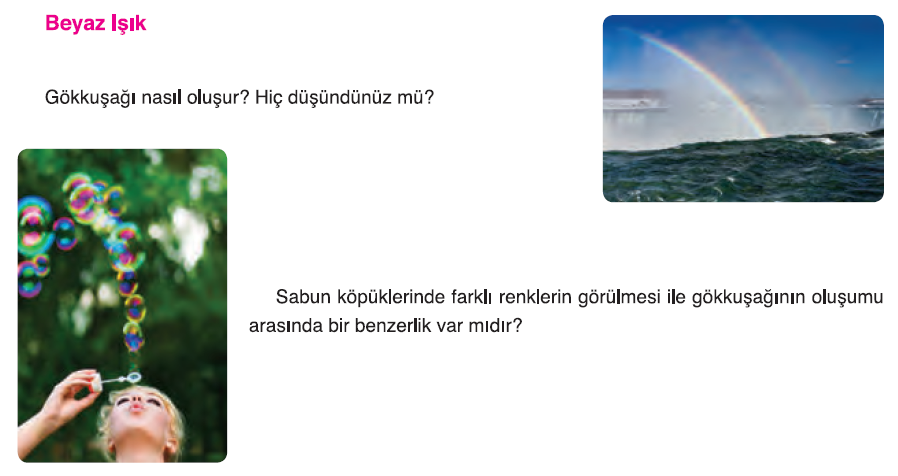 Beyaz Işık
Gökkuşağı nasıl oluşur? Hiç düşündünüz mü?
Sabun köpüklerinde farklı renklerin görülmesi ile gökkuşağının oluşumu
arasında bir benzerlik var mıdır?